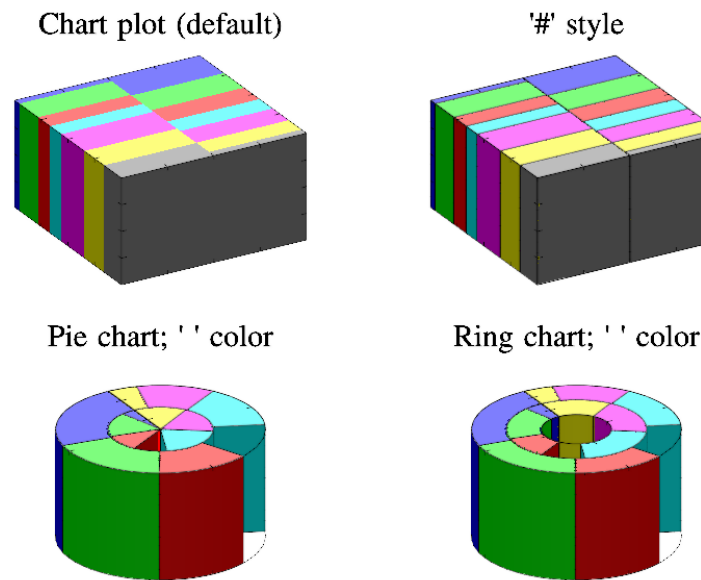 Chart plot (default)
'#' style
Pie chart; ' ' color
Ring chart; ' ' color